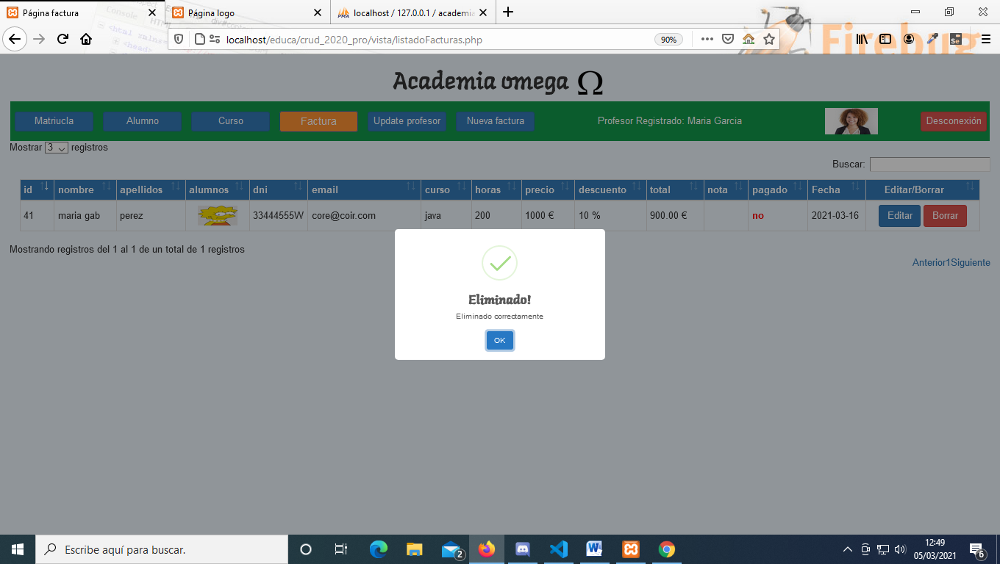 Página factura
Página logo
localhost / 127.0.0.1 / academia
localhost/educa/crud_2020_pro/vista/listadoFacturas.php
90%
Firebug
Academia omega Ω
Matriucla
Alumno
Curso
Factura
Update profesor
Nueva factura
Profesor Registrado: Maria Garcia
Desconexión
Mostrar 3 registros
Buscar:
id nombre apellidos alumnos dni email curso horas precio descuento total nota pagado Fecha Editar/Borrar
41 maria gab perez 33444555W core@coir.com java 200 1000 € 10 % 900.00 € no 2021-03-16 Editar Borrar
Mostrando registros del 1 al 1 de un total de 1 registros
Anterior1Siguiente
Eliminado!
Eliminado correctamente
OK
Escribe aquí para buscar.
2
12:49
05/03/2021
6